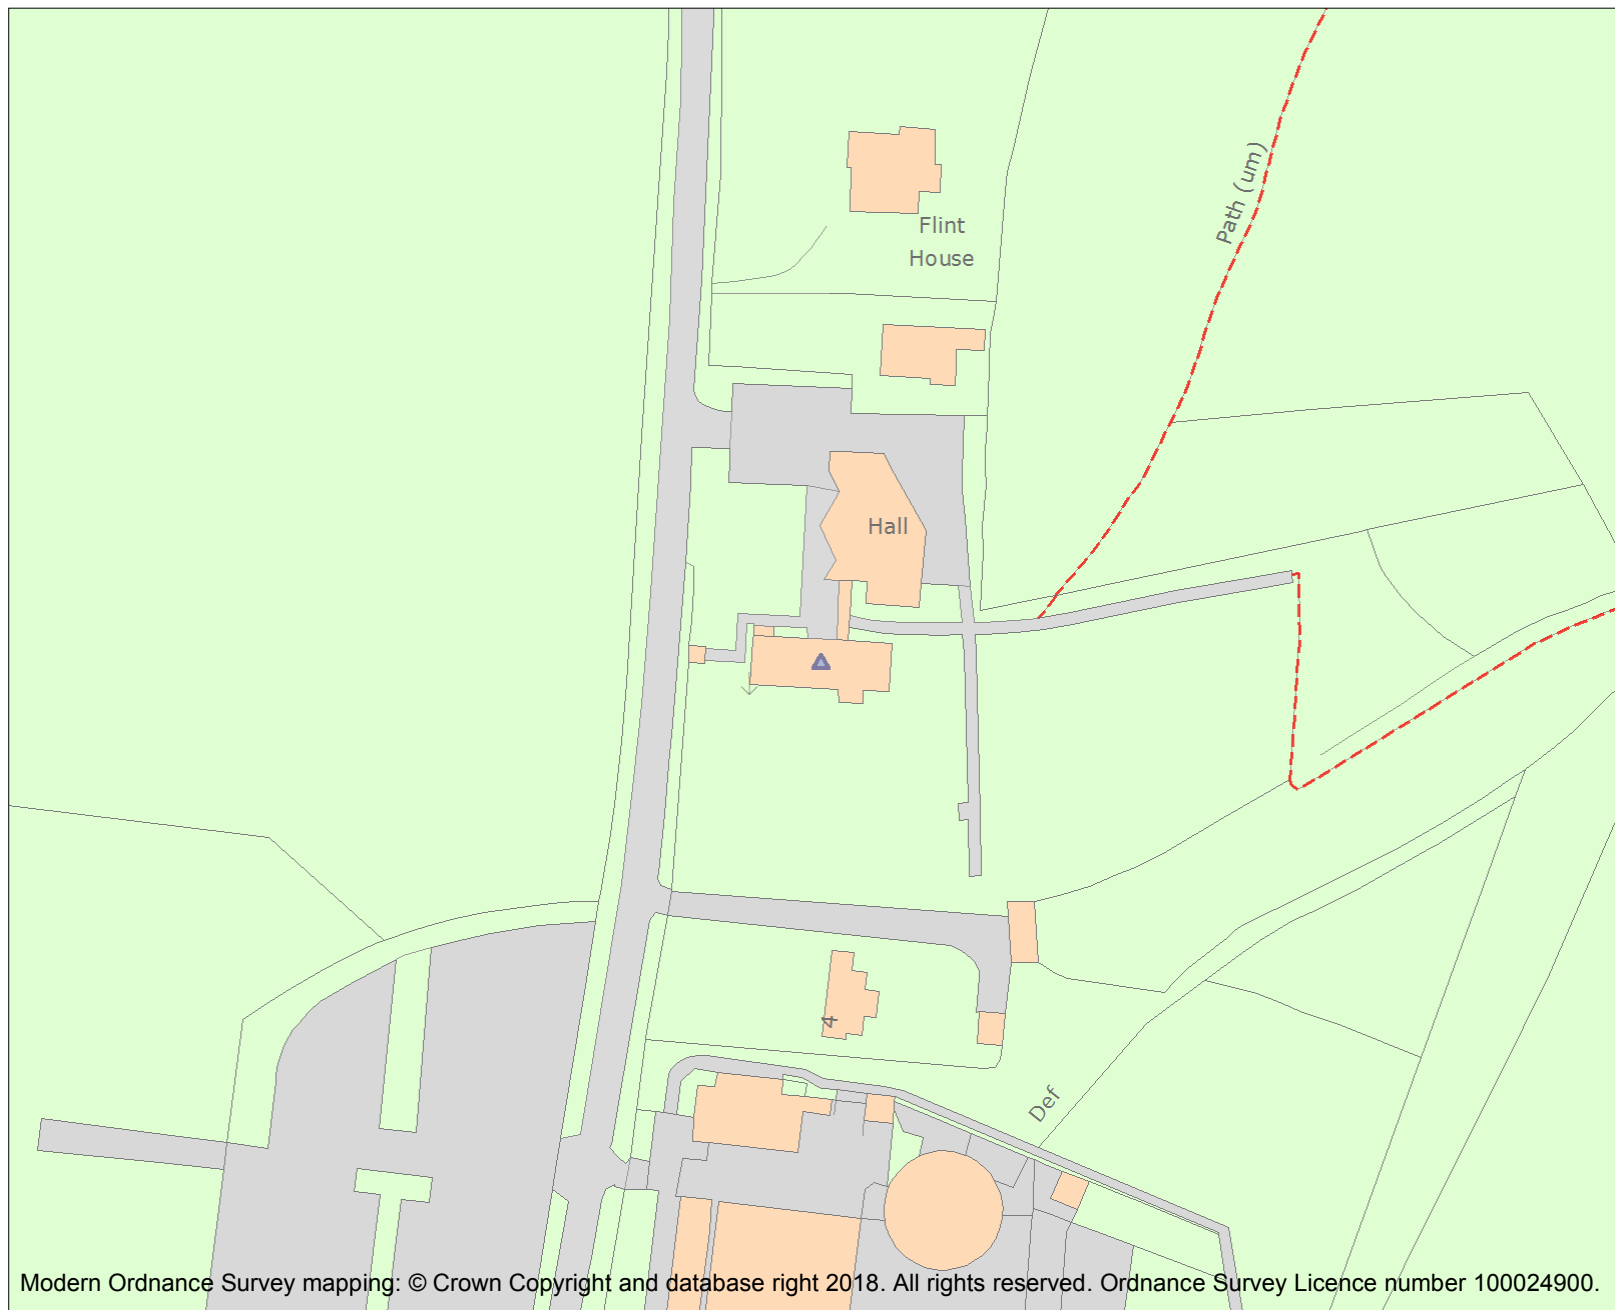 Path (um)
Flint
House
Hall
4
Def
Modern Ordnance Survey mapping: © Crown Copyright and database right 2018. All rights reserved. Ordnance Survey Licence number 100024900.